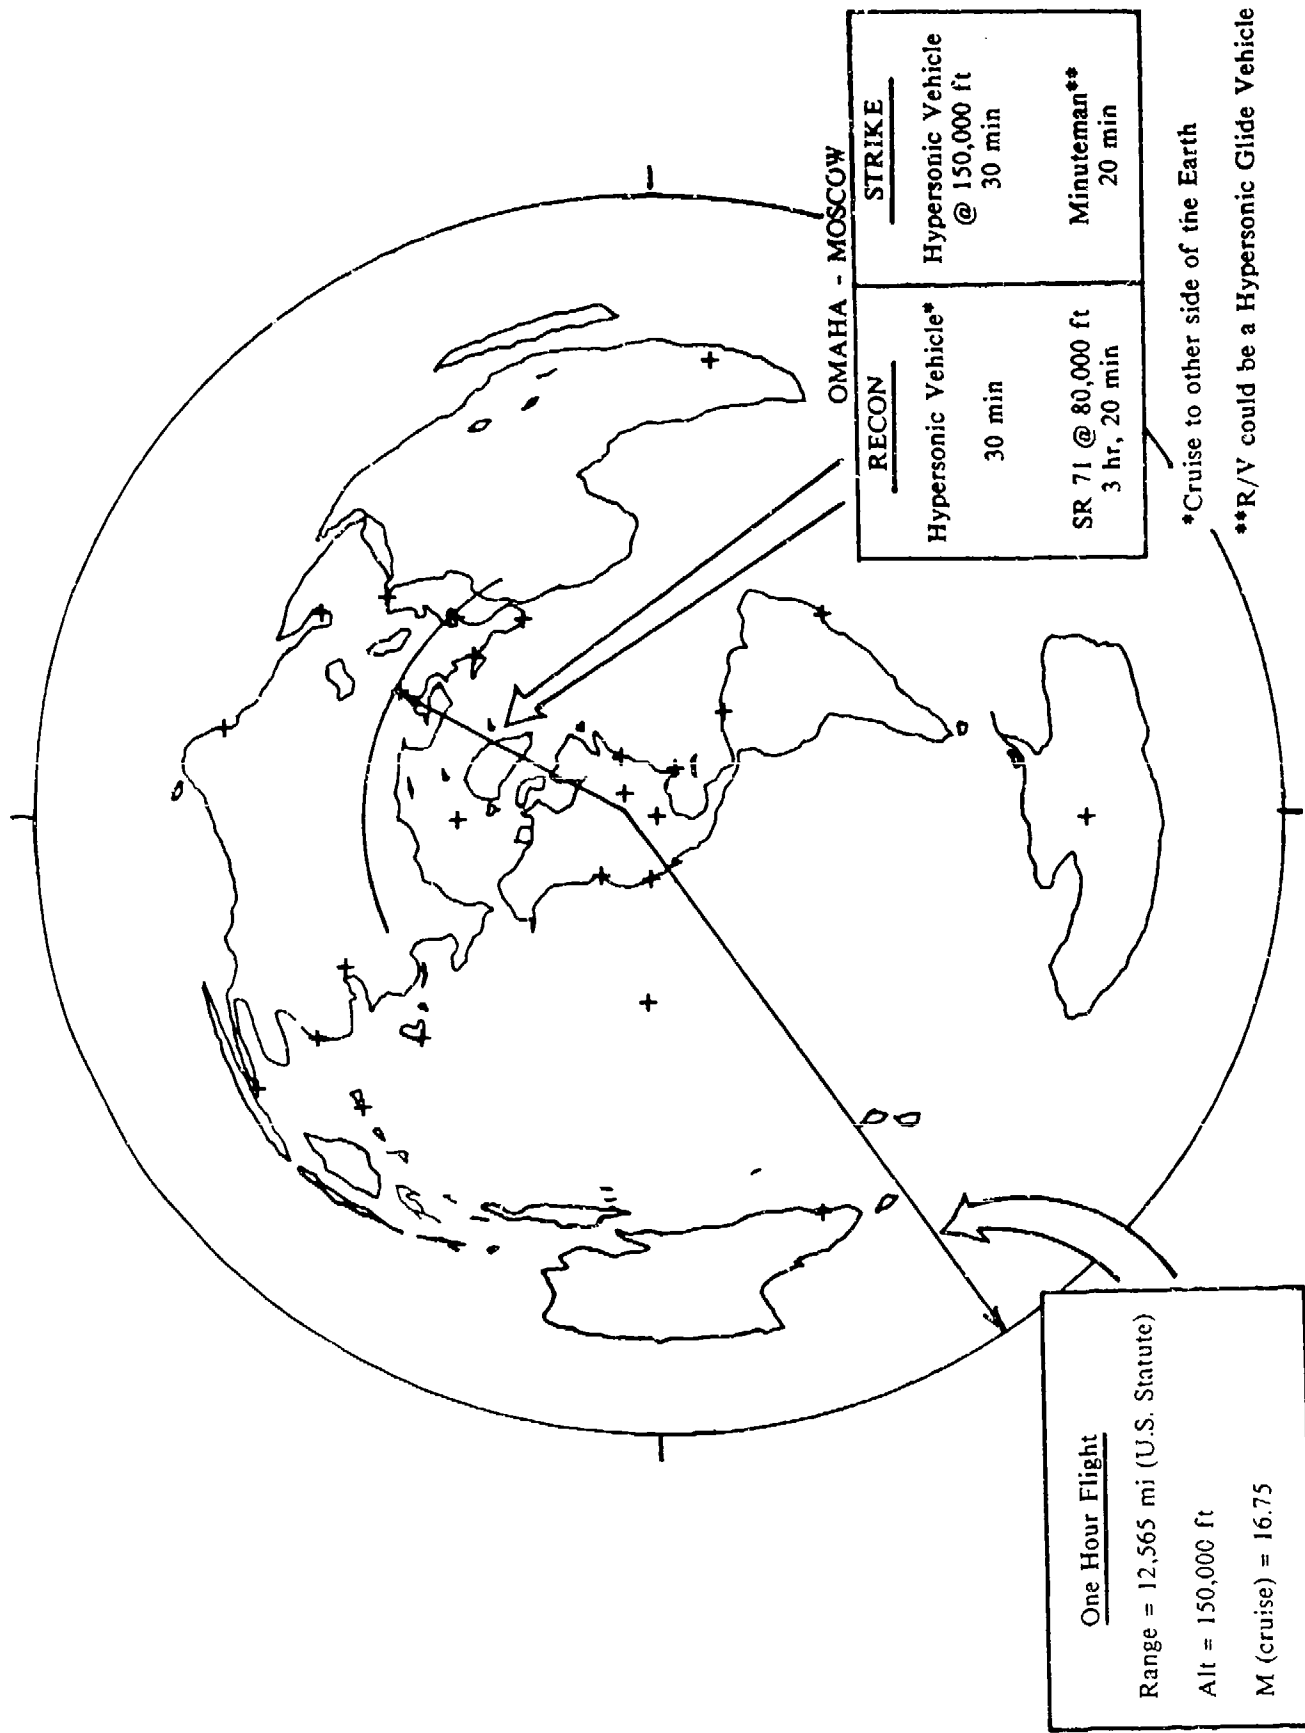 OMAHA - MOSCOW
RECON
Hypersonic Vehicle*
30 min
SR 71 @ 80,000 ft
3 hr, 20 min
STRIKE
Hypersonic Vehicle
@ 150,000 ft
30 min
Minuteman**
20 min
*Cruise to other side of the Earth
**R/V could be a Hypersonic Glide Vehicle
One Hour Flight
Range = 12,565 mi (U.S. Statute)
Alt = 150,000 ft
M (cruise) = 16.75